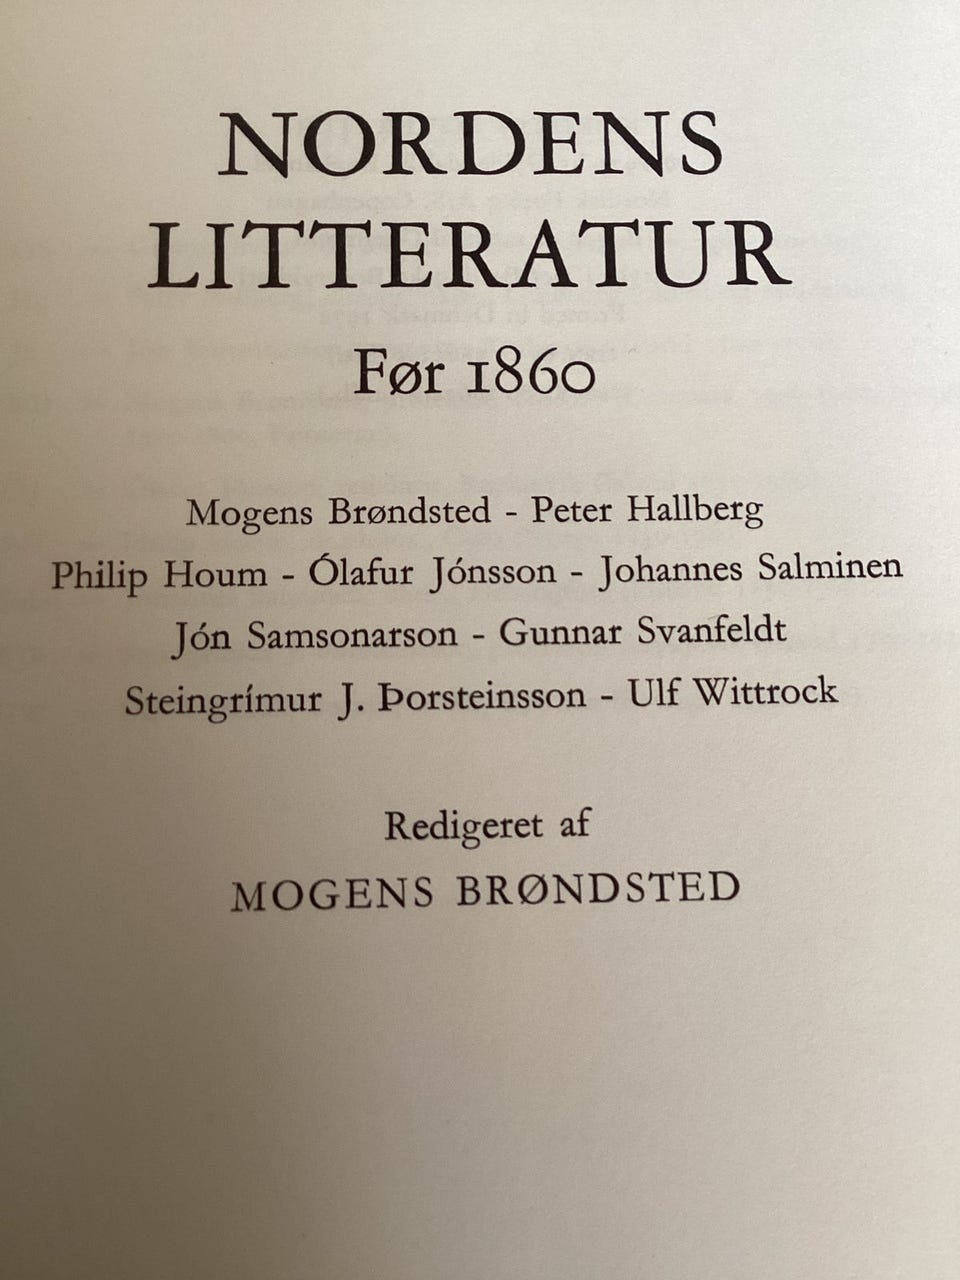 NORDENS
LITTERATUR
Før 1860
Mogens Brøndsted - Peter Hallberg
Philip Houm - Ólafur Jónsson - Johannes Salminen
Jón Samsonarson - Gunnar Svanfeldt
Steingrímur J. Þorsteinsson - Ulf Wittrock
Redigeret af
MOGENS BRØNDSTED